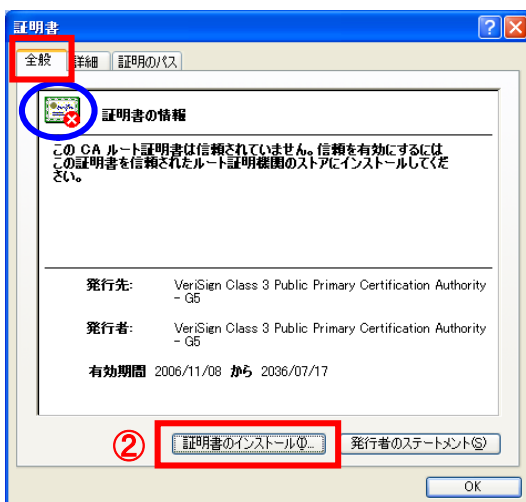 証明書
全般 詳細 証明のパス
証明書の情報
この CA ルート証明書は信頼されていません。信頼を有効にするには
この証明書を信頼されたルート証明機関のストアにインストールしてくだ
さい。
発行先: VeriSign Class 3 Public Primary Certification Authority
- G5
発行者: VeriSign Class 3 Public Primary Certification Authority
- G5
有効期間 2006/11/08 から 2036/07/17
② 証明書のインストール(I)... 発行者のステートメント(S)
OK